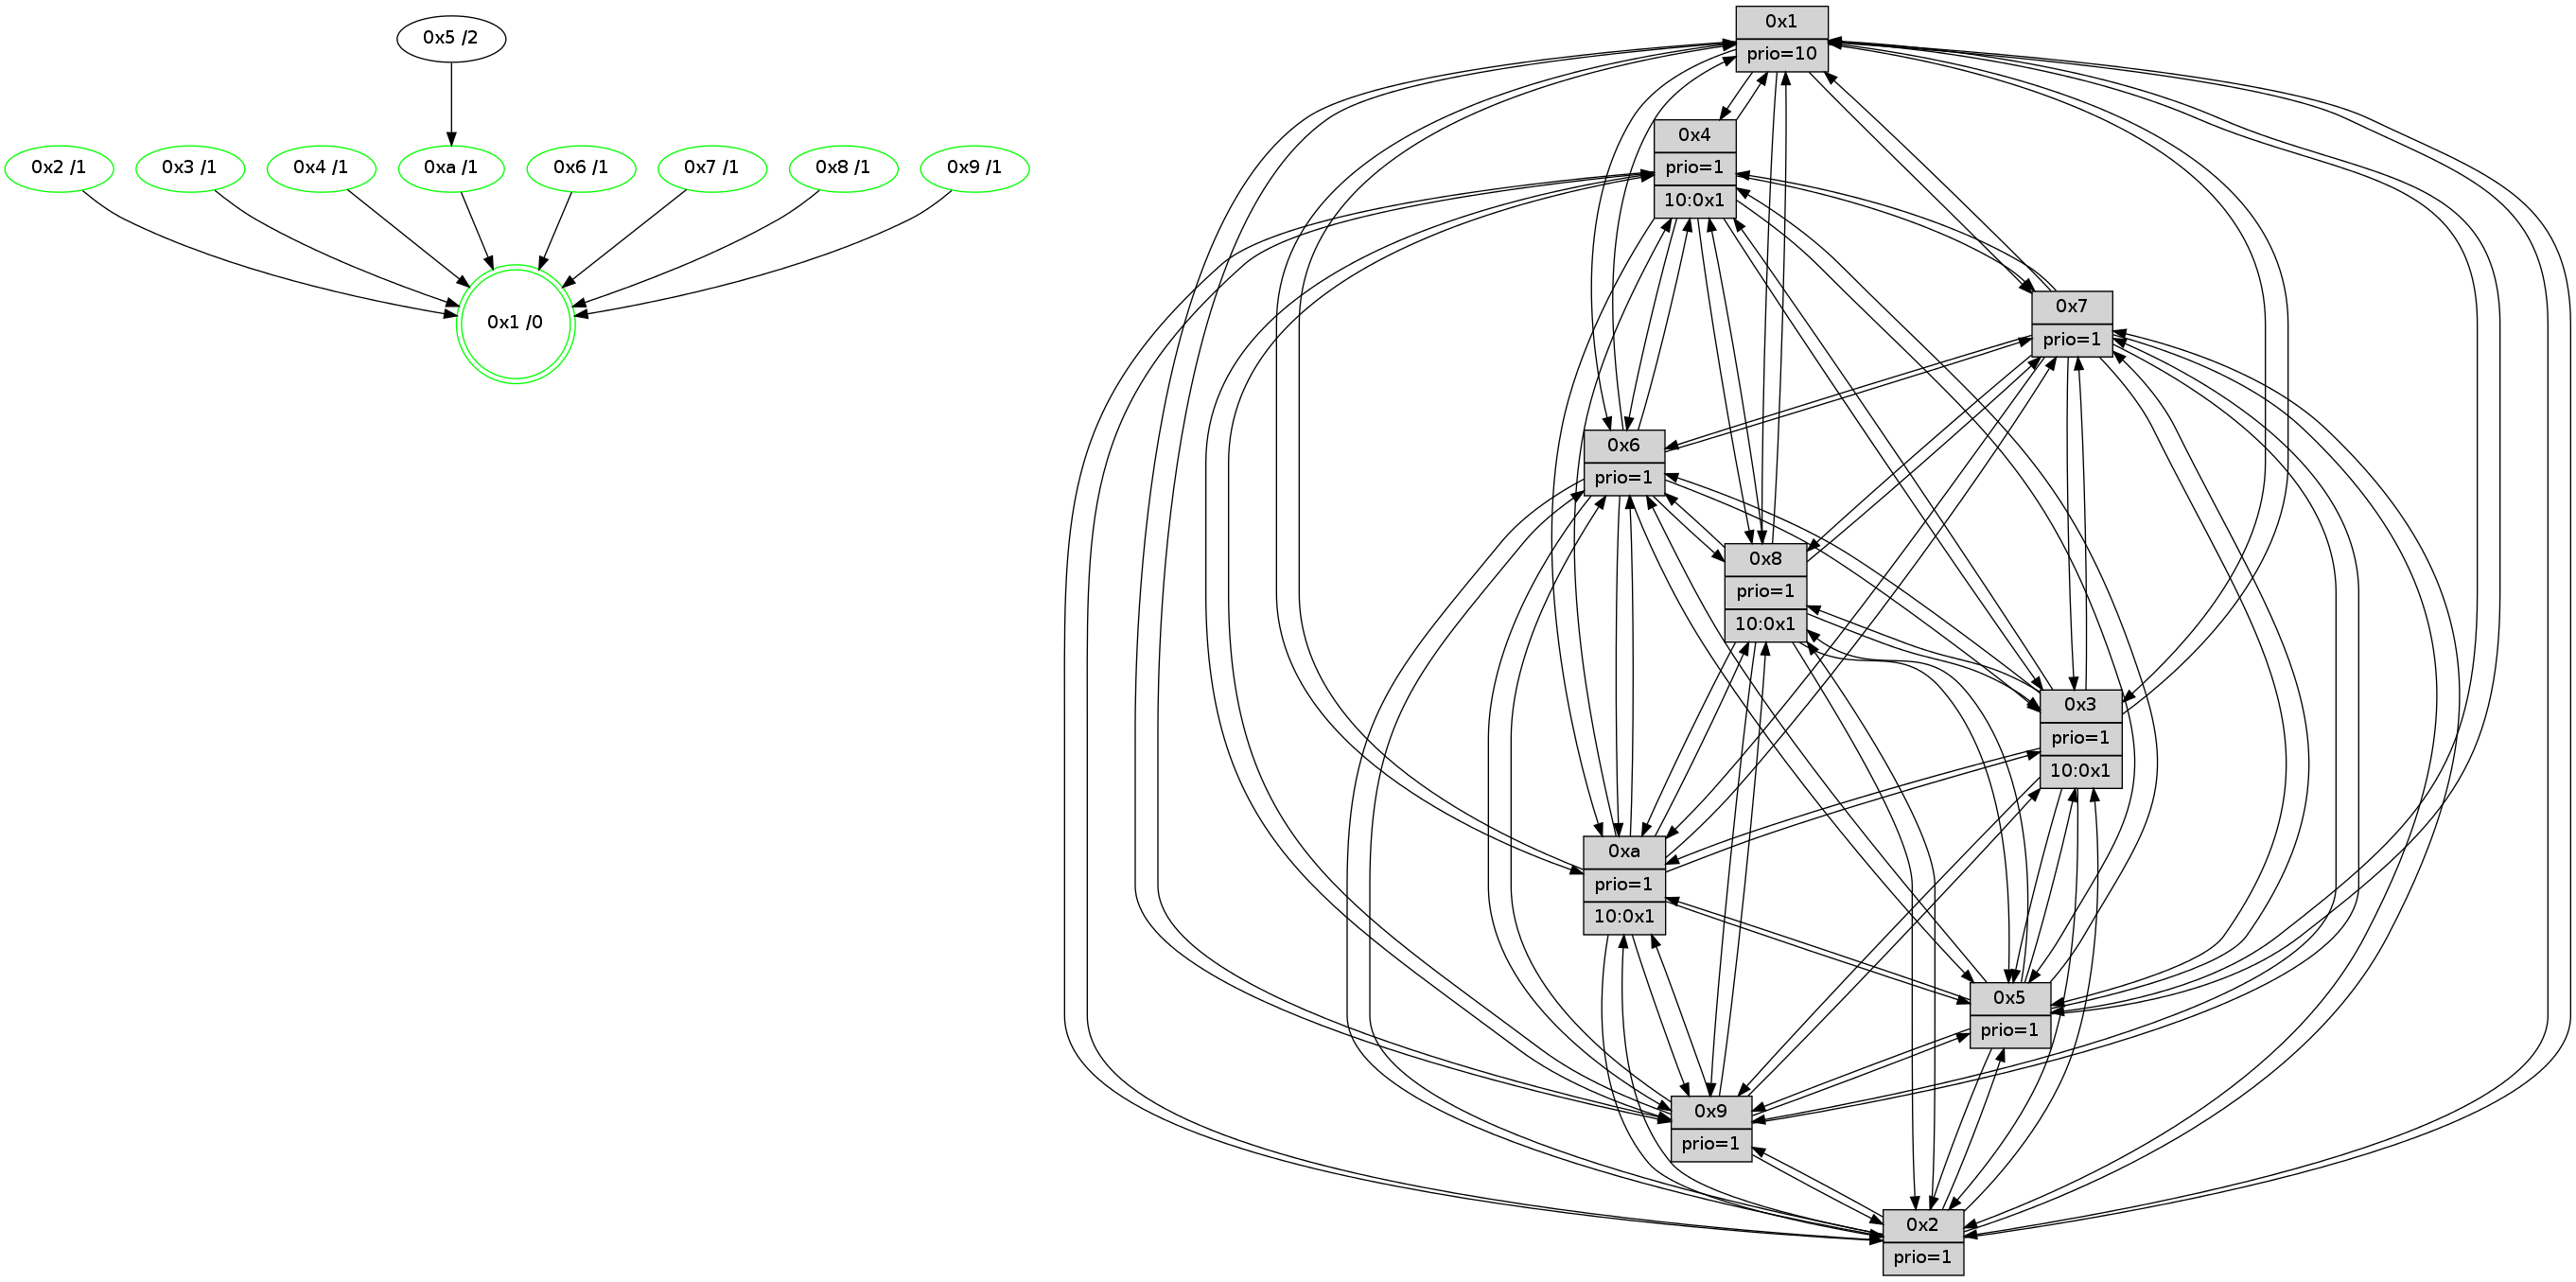 0x5 /2
0x2 /1
0x3 /1
0x4 /1
0xa /1
0x6 /1
0x7 /1
0x8 /1
0x9 /1
0x1 /0
0x1
prio=10
0x4
prio=1
10:0x1
0x7
prio=1
0x6
prio=1
0x8
prio=1
10:0x1
0x3
prio=1
10:0x1
0xa
prio=1
10:0x1
0x5
prio=1
0x9
prio=1
0x2
prio=1